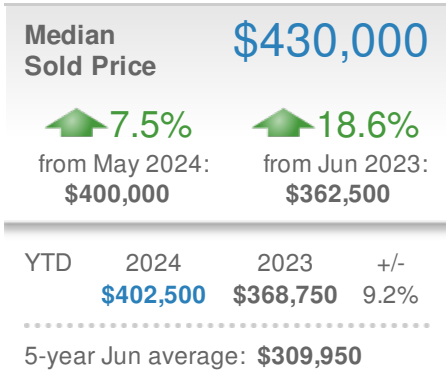 Median Sold Price $430,000
7.5% 18.6%
from May 2024: from Jun 2023:
$400,000 $362,500
YTD 2024 2023 +/-
$402,500 $368,750 9.2%
5-year Jun average: $309,950